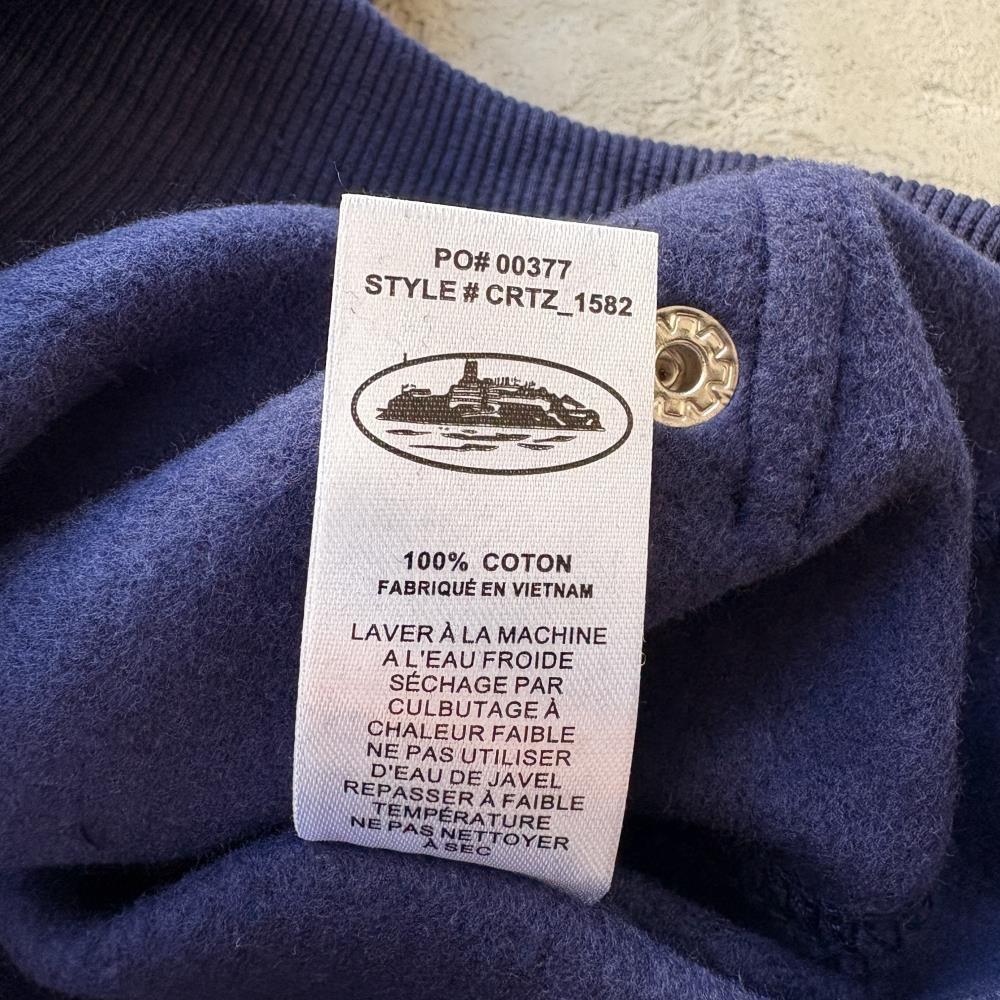 PO# 00377
STYLE # CRTZ_1582
100% COTON
FABRIQUÉ EN VIETNAM
LAVER À LA MACHINE
A L'EAU FROIDE
SÉCHAGE PAR
CULBUTAGE À
CHALEUR FAIBLE
NE PAS UTILISER
D'EAU DE JAVEL
REPASSER À FAIBLE
TEMPÉRATURE
NE PAS NETTOYER
À SEC